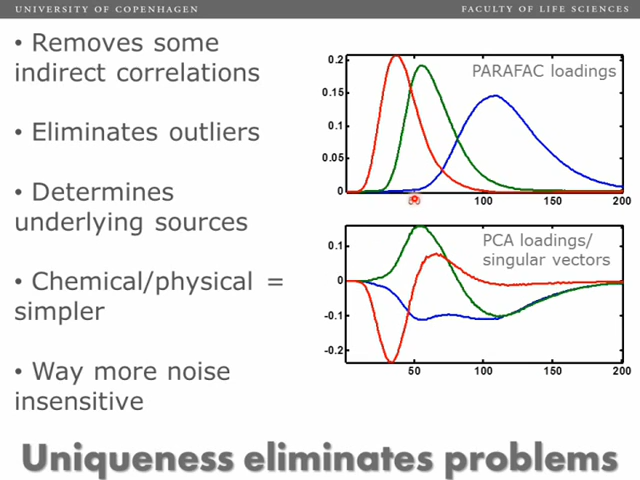 UNIVERSITY OF COPENHAGEN
FACULTY OF LIFE SCIENCES
• Removes some
indirect correlations
• Eliminates outliers
• Determines
underlying sources
• Chemical/physical =
simpler
• Way more noise
insensitive
PARAFAC loadings
0.2
0.15
0.1
0.05
0
100
150
200
PCA loadings/
singular vectors
0.1
0
-0.1
-0.2
50
100
150
200
Uniqueness eliminates problems